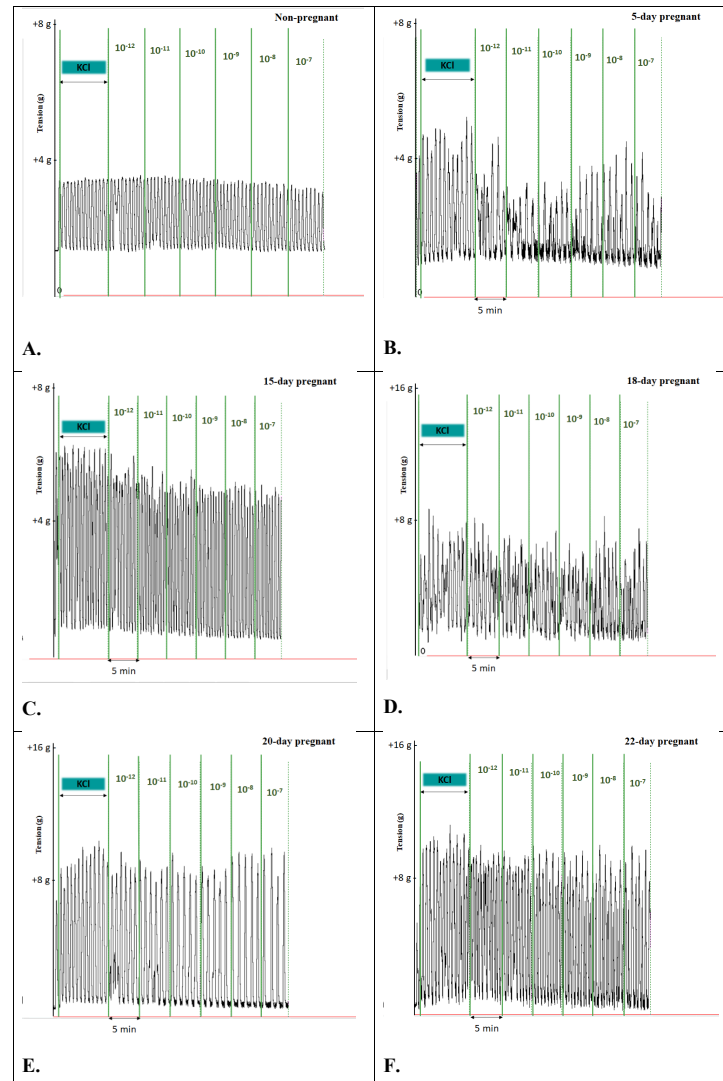 Non-pregnant
+8 g
KCl
10-12
10-11
10-10
10-9
10-8
10-7
Tension (g)
+4 g
0
A.
5-day pregnant
+8 g
KCl
10-12
10-11
10-10
10-9
10-8
10-7
Tension (g)
+4 g
0
5 min
B.
15-day pregnant
+8 g
KCl
10-12
10-11
10-10
10-9
10-8
10-7
Tension (g)
+4 g
5 min
C.
18-day pregnant
+16 g
KCl
10-12
10-11
10-10
10-9
10-8
10-7
Tension (g)
+8 g
0
5 min
D.
20-day pregnant
+16 g
KCl
10-12
10-11
10-10
10-9
10-8
10-7
Tension (g)
+8 g
5 min
E.
22-day pregnant
+16 g
KCl
10-12
10-11
10-10
10-9
10-8
10-7
Tension (g)
+8 g
5 min
F.